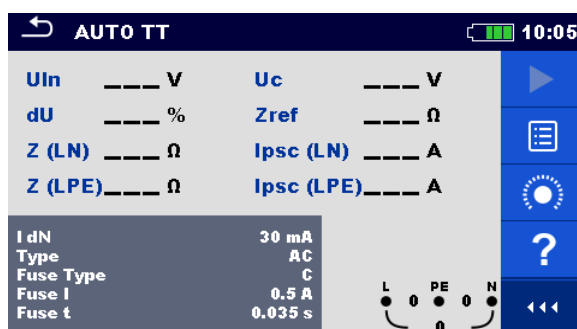 AUTO TT 10:05
Uln ___ V Uc ___ V
dU ___ % Zref ___ Ω
Z (LN) ___ Ω Ipsc (LN) ___ A
Z (LPE)___ Ω Ipsc (LPE)___ A
I dN 30 mA
Type AC
Fuse Type C
Fuse I 0.5 A
Fuse t 0.035 s
L PE N
0 0
0
?